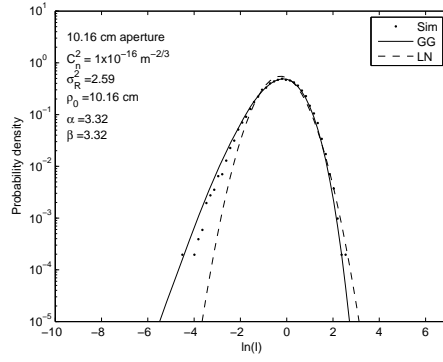 10.16 cm aperture
C_n^2 = 1x10^-16 m^-2/3
σ_R^2 =2.59
ρ_0 =10.16 cm
α =3.32
β =3.32
Sim
GG
LN
Probability density
10^1
10^0
10^-1
10^-2
10^-3
10^-4
10^-5
-10 -8 -6 -4 -2 0 2 4 6
ln(I)